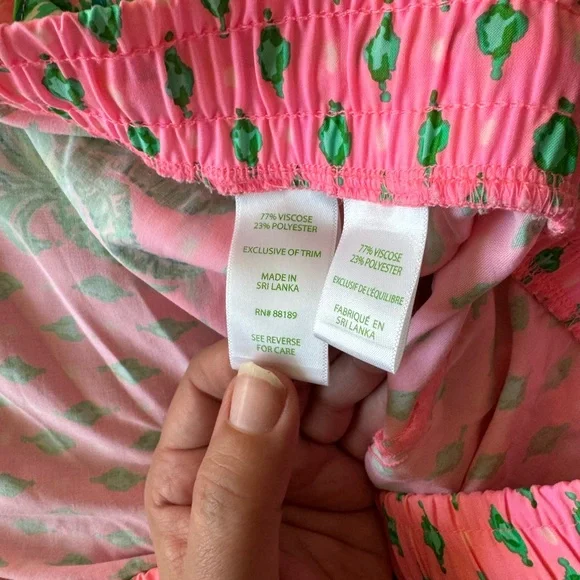 77% VISCOSE
23% POLYESTER
EXCLUSIVE OF TRIM
MADE IN
SRI LANKA
RN# 88189
SEE REVERSE
FOR CARE
77% VISCOSE
23% POLYESTER
EXCLUSIF DE L'ÉQUILIBRE
FABRIQUÉ EN
SRI LANKA